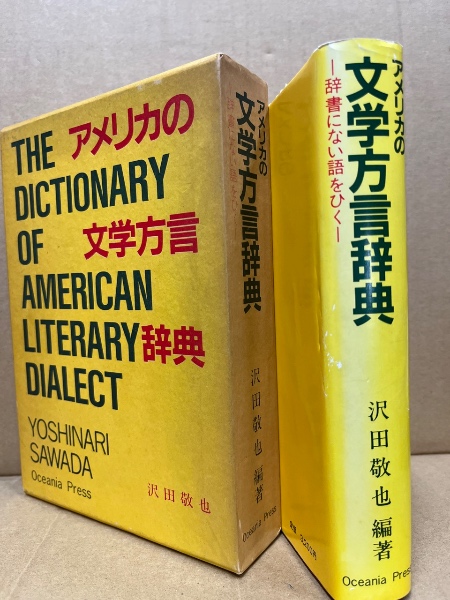 THE アメリカの
DICTIONARY
OF 文学方言
AMERICAN
LITERARY 辞典
DIALECT
YOSHINARI
SAWADA
Oceania Press
沢田敬也
アメリカの
文学方言辞典
沢田敬也 編著
Oceania Press
アメリカの
文学方言辞典
―辞書にない語をひく―
沢田敬也 編著
Oceania Press